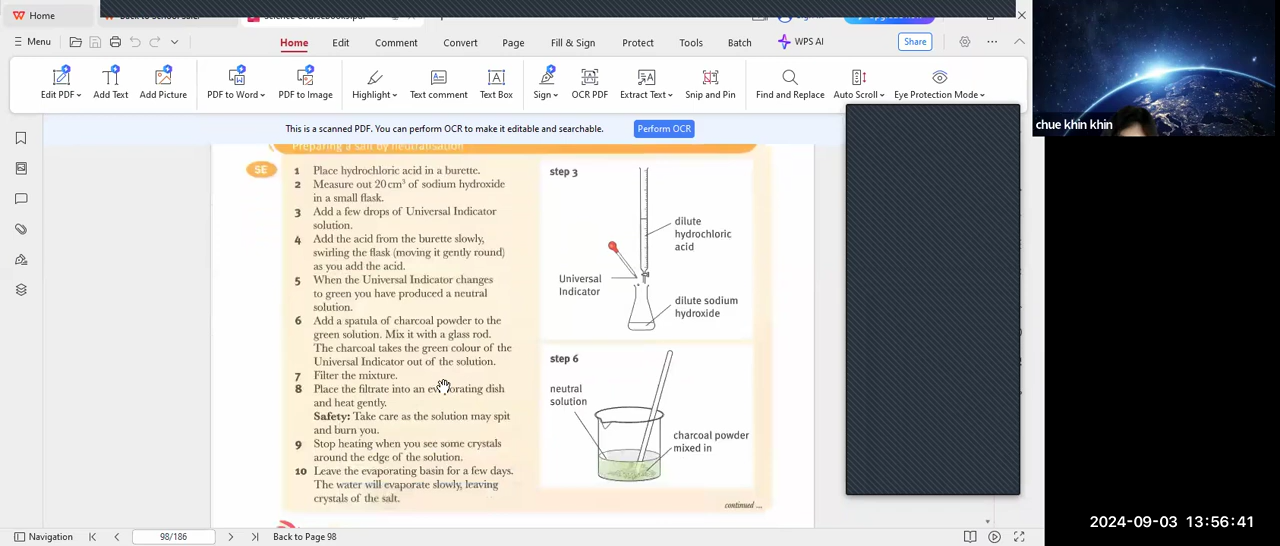 Home
Menu
Home Edit Comment Convert Page Fill & Sign Protect Tools Batch WPS AI Share
Edit PDF Add Text Add Picture PDF to Word PDF to Image Highlight Text comment Text Box Sign OCR PDF Extract Text Snip and Pin Find and Replace Auto Scroll Eye Protection Mode
chue khin khin
This is a scanned PDF. You can perform OCR to make it editable and searchable. Perform OCR
Preparing a salt by neutralisation
SE
1 Place hydrochloric acid in a burette.
2 Measure out 20 cm³ of sodium hydroxide
in a small flask.
3 Add a few drops of Universal Indicator
solution.
4 Add the acid from the burette slowly,
swirling the flask (moving it gently round)
as you add the acid.
5 When the Universal Indicator changes
to green you have produced a neutral
solution.
6 Add a spatula of charcoal powder to the
green solution. Mix it with a glass rod.
The charcoal takes the green colour of the
Universal Indicator out of the solution.
7 Filter the mixture.
8 Place the filtrate into an evaporating dish
and heat gently.
Safety: Take care as the solution may spit
and burn you.
9 Stop heating when you see some crystals
around the edge of the solution.
10 Leave the evaporating basin for a few days.
The water will evaporate slowly, leaving
crystals of the salt.
step 3
dilute
hydrochloric
acid
Universal
Indicator
dilute sodium
hydroxide
step 6
neutral
solution
charcoal powder
mixed in
continued ...
Navigation 98/186 Back to Page 98
2024-09-03 13:56:41